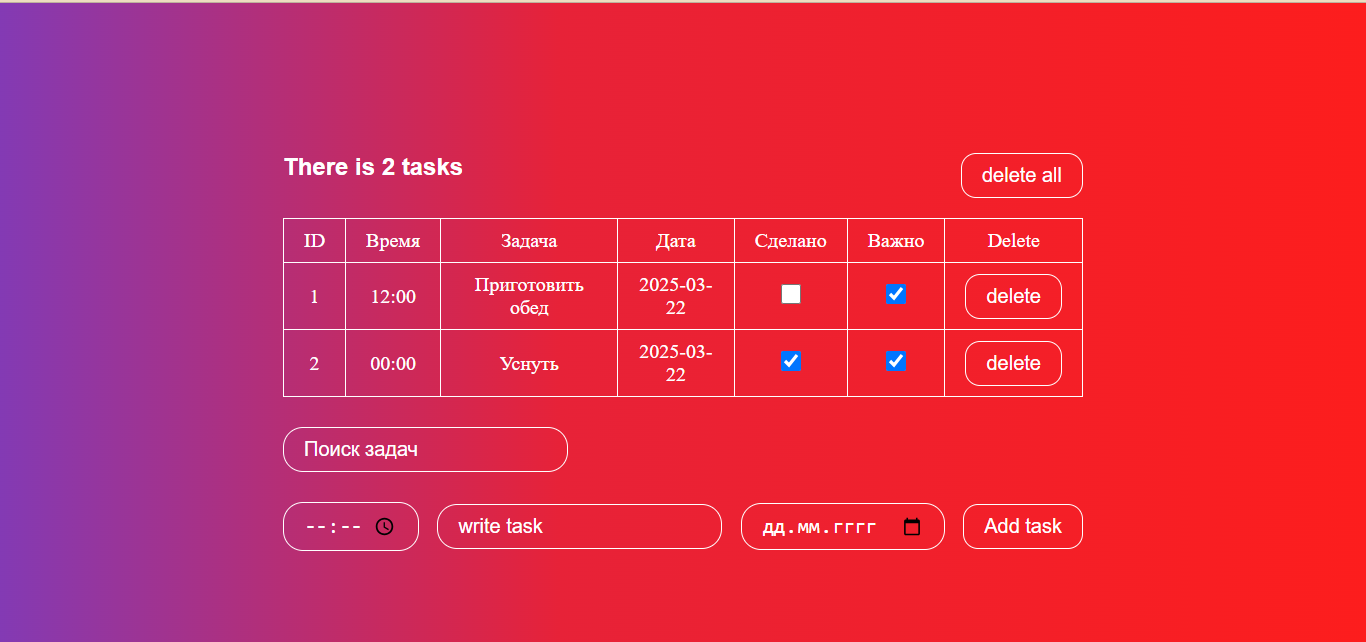 There is 2 tasks
delete all
ID Время Задача Дата Сделано Важно Delete
1 12:00 Приготовить обед 2025-03-22 delete
2 00:00 Уснуть 2025-03-22 delete
Поиск задач
--:-- write task дд.мм.гггг Add task